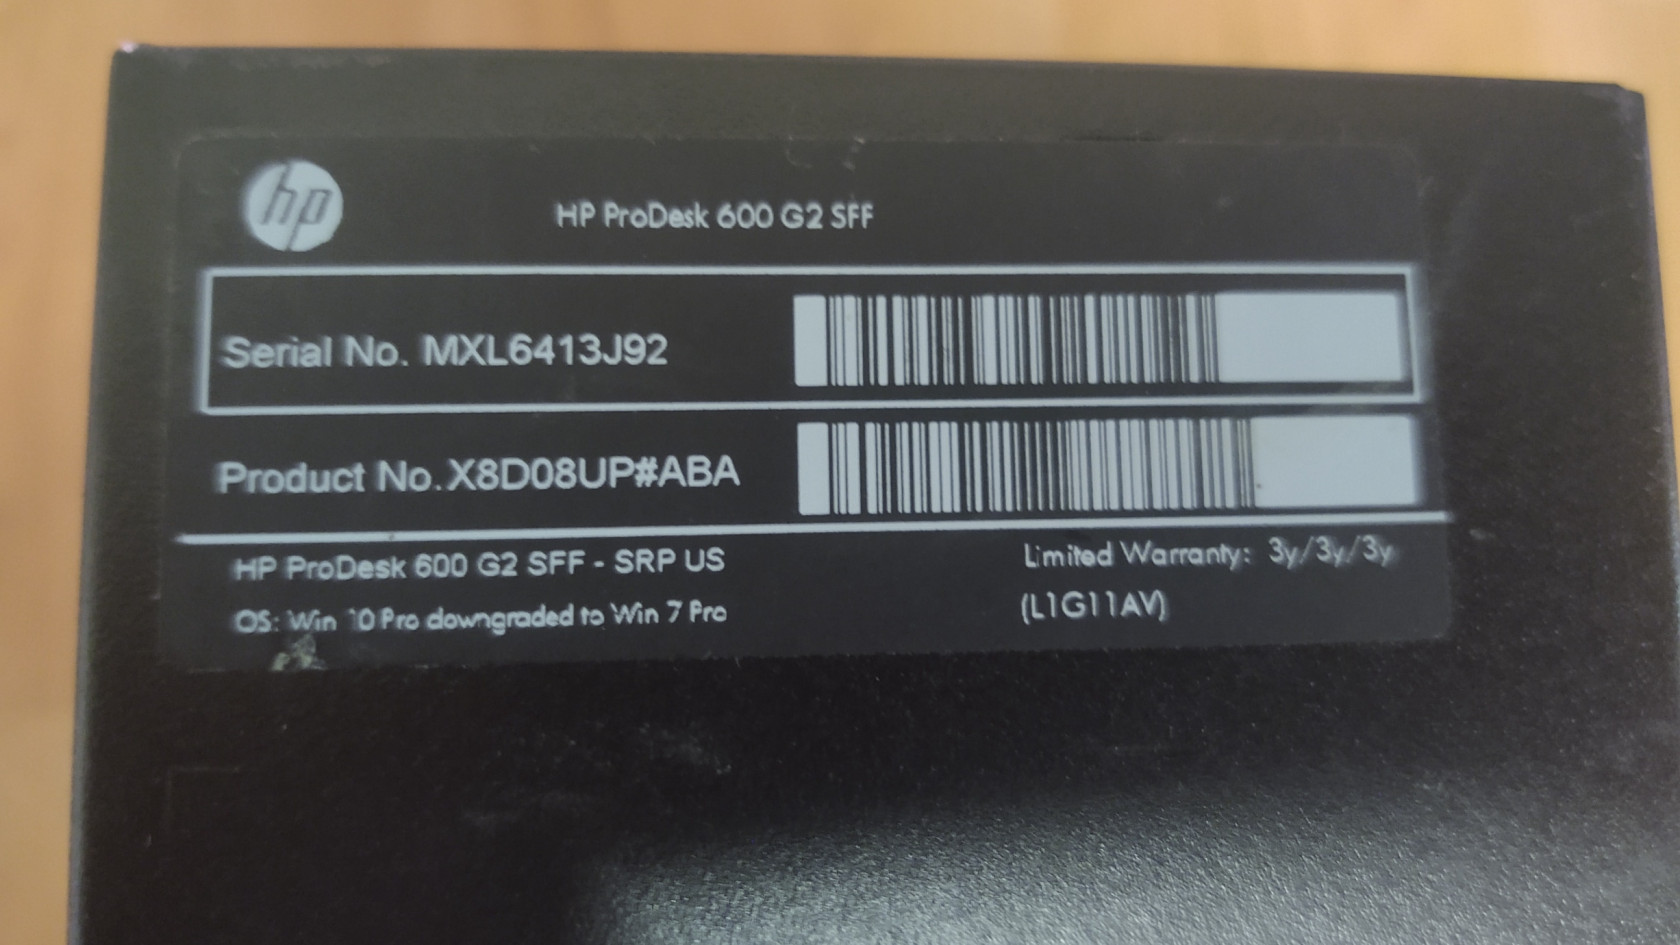 hp
HP ProDesk 600 G2 SFF
Serial No. MXL6413J92
Product No. X8D08UP#ABA
HP ProDesk 600 G2 SFF - SRP US
Limited Warranty: 3y/3y/3y
OS: Win 10 Pro downgraded to Win 7 Pro
(L1G11AV)